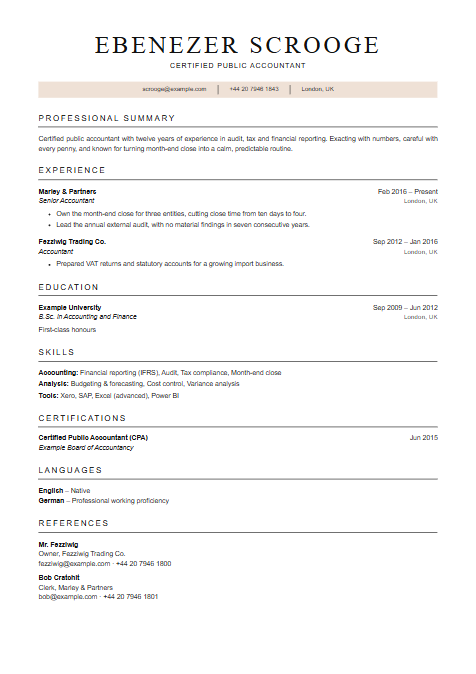 EBENEZER SCROOGE
CERTIFIED PUBLIC ACCOUNTANT
scrooge@example.com | +44 20 7946 1843 | London, UK
PROFESSIONAL SUMMARY
Certified public accountant with twelve years of experience in audit, tax and financial reporting. Exacting with numbers, careful with
every penny, and known for turning month-end close into a calm, predictable routine.
EXPERIENCE
Marley & Partners Feb 2016 – Present
Senior Accountant London, UK
• Own the month-end close for three entities, cutting close time from ten days to four.
• Lead the annual external audit, with no material findings in seven consecutive years.
Fezziwig Trading Co. Sep 2012 – Jan 2016
Accountant London, UK
• Prepared VAT returns and statutory accounts for a growing import business.
EDUCATION
Example University Sep 2009 – Jun 2012
B.Sc. in Accounting and Finance London, UK
First-class honours
SKILLS
Accounting: Financial reporting (IFRS), Audit, Tax compliance, Month-end close
Analysis: Budgeting & forecasting, Cost control, Variance analysis
Tools: Xero, SAP, Excel (advanced), Power BI
CERTIFICATIONS
Certified Public Accountant (CPA) Jun 2015
Example Board of Accountancy
LANGUAGES
English – Native
German – Professional working proficiency
REFERENCES
Mr. Fezziwig
Owner, Fezziwig Trading Co.
fezziwig@example.com · +44 20 7946 1800
Bob Cratchit
Clerk, Marley & Partners
bob@example.com · +44 20 7946 1801